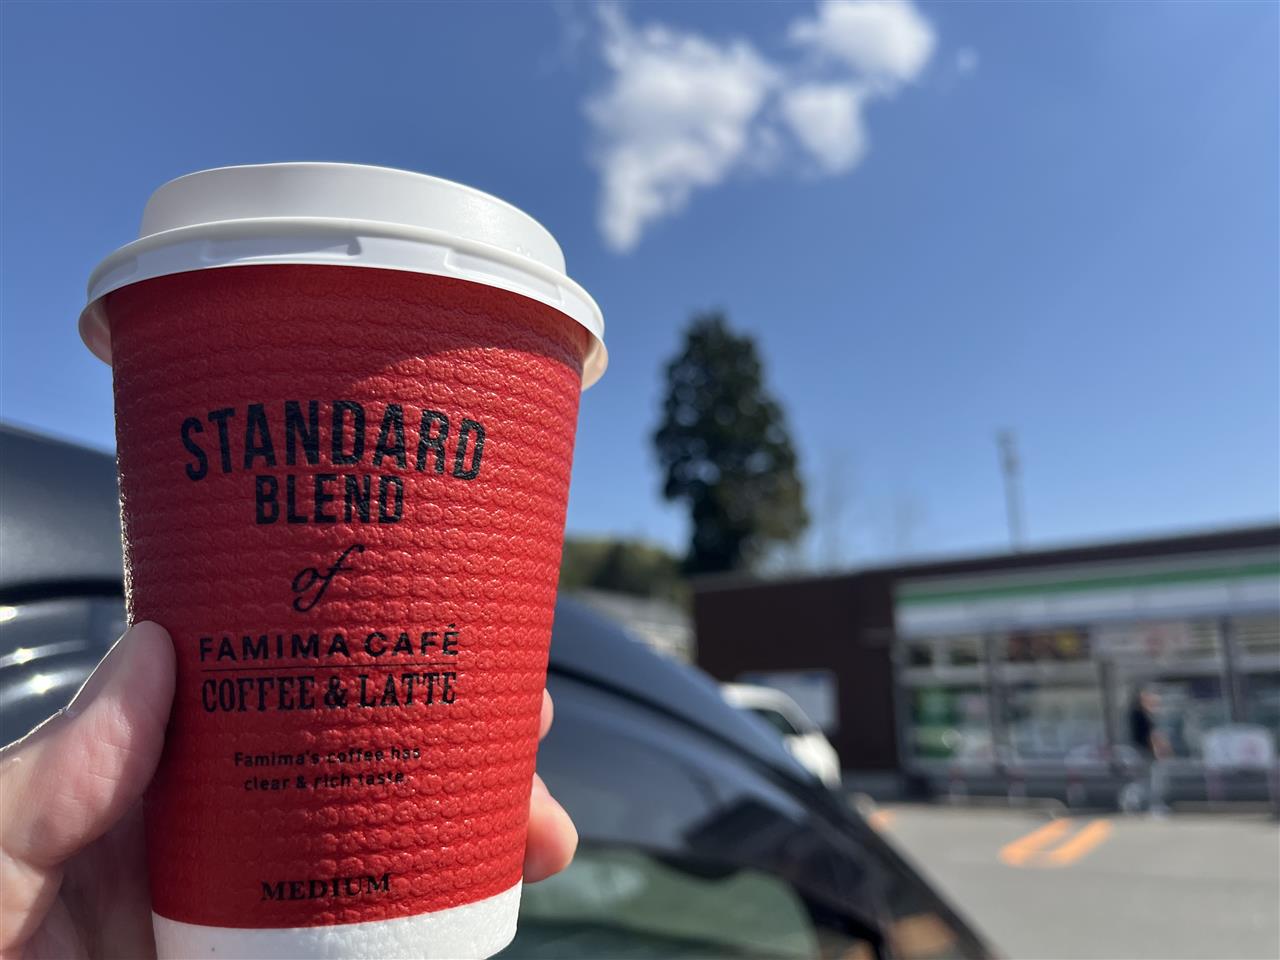 STANDARD
BLEND
of
FAMIMA CAFÉ
COFFEE & LATTE
Famima's coffee has
clear & rich taste.
MEDIUM